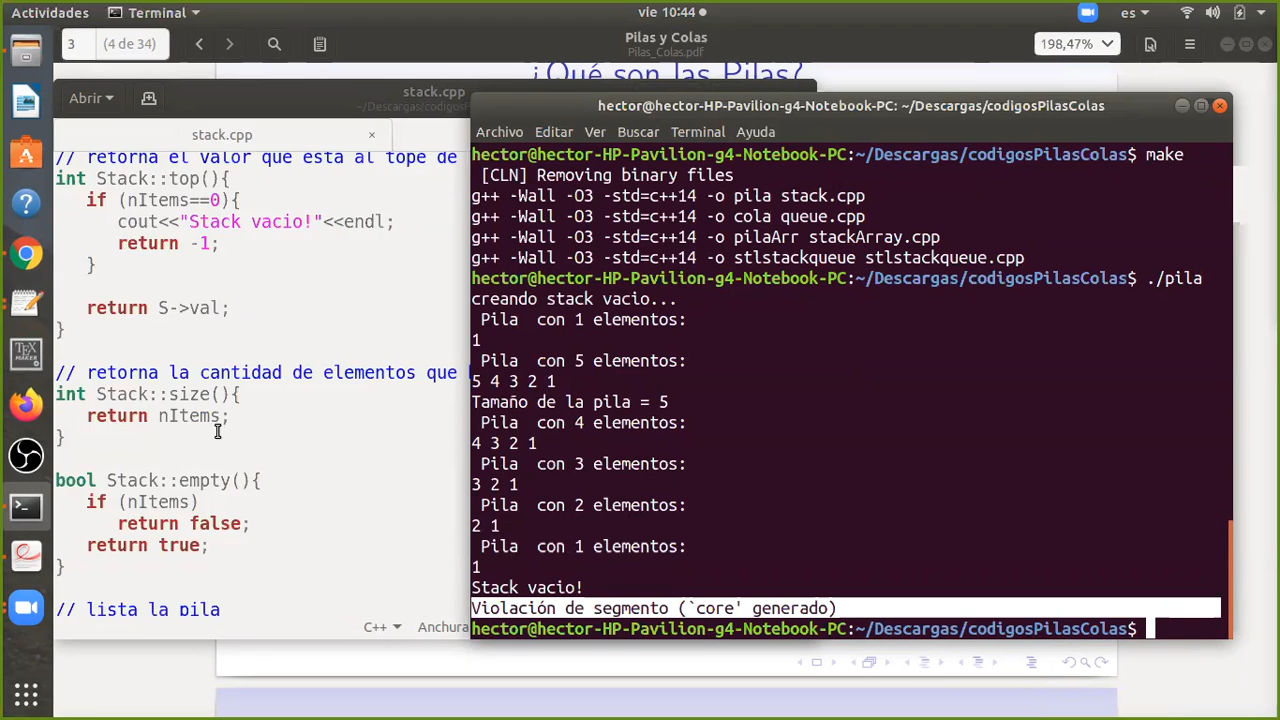 Actividades
Terminal
vie 10:44
es
3
(4 de 34)
Pilas y Colas
Pilas_Colas.pdf
198,47%
¿Qué son las Pilas?
Abrir
stack.cpp
~/Descargas/codigosP
stack.cpp
×
// retorna el valor que esta al tope de
int Stack::top(){
if (nItems==0){
cout<<"Stack vacio!"<<endl;
return -1;
}
return S->val;
}
// retorna la cantidad de elementos que
int Stack::size(){
return nItems;
}
bool Stack::empty(){
if (nItems)
return false;
return true;
}
// lista la pila
C++
Anchura
hector@hector-HP-Pavilion-g4-Notebook-PC: ~/Descargas/codigosPilasColas
Archivo Editar Ver Buscar Terminal Ayuda
hector@hector-HP-Pavilion-g4-Notebook-PC:~/Descargas/codigosPilasColas$ make
[CLN] Removing binary files
g++ -Wall -O3 -std=c++14 -o pila stack.cpp
g++ -Wall -O3 -std=c++14 -o cola queue.cpp
g++ -Wall -O3 -std=c++14 -o pilaArr stackArray.cpp
g++ -Wall -O3 -std=c++14 -o stlstackqueue stlstackqueue.cpp
hector@hector-HP-Pavilion-g4-Notebook-PC:~/Descargas/codigosPilasColas$ ./pila
creando stack vacio...
Pila  con 1 elementos:
1
Pila  con 5 elementos:
5 4 3 2 1
Tamaño de la pila = 5
Pila  con 4 elementos:
4 3 2 1
Pila  con 3 elementos:
3 2 1
Pila  con 2 elementos:
2 1
Pila  con 1 elementos:
1
Stack vacio!
Violación de segmento (`core' generado)
hector@hector-HP-Pavilion-g4-Notebook-PC:~/Descargas/codigosPilasColas$